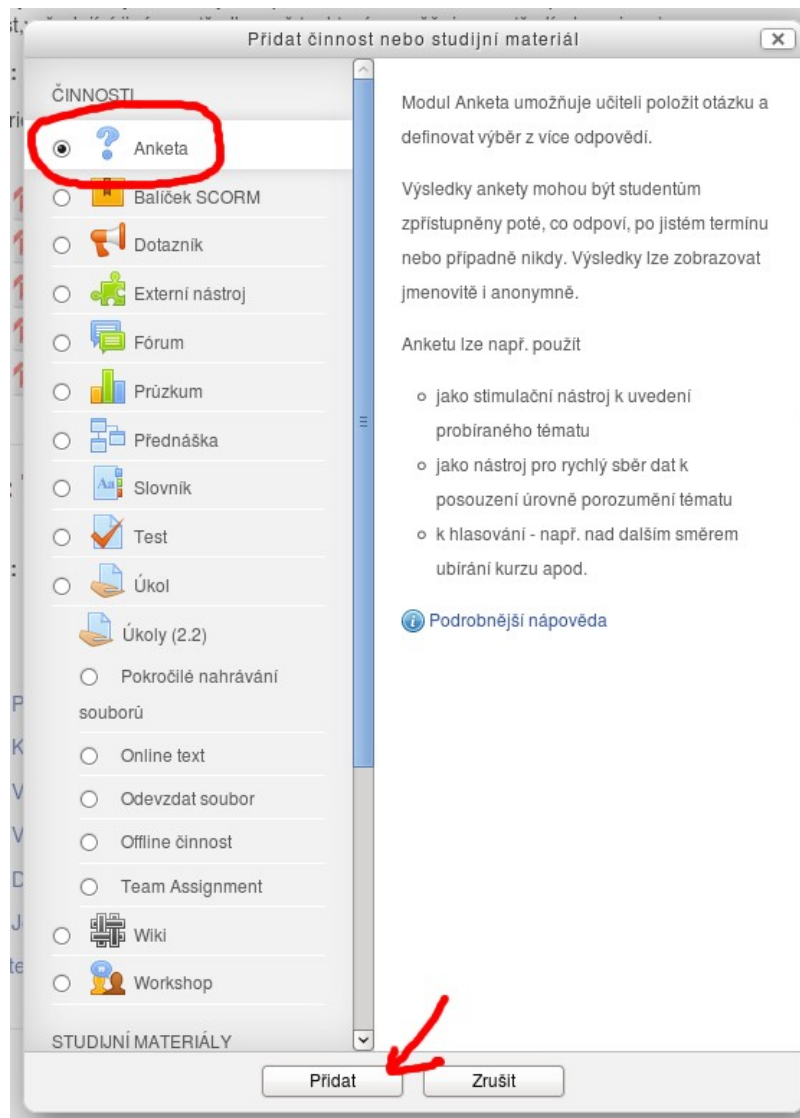 Přidat činnost nebo studijní materiál
ČINNOSTI
Anketa
Balíček SCORM
Dotazník
Externí nástroj
Fórum
Průzkum
Přednáška
Slovník
Test
Úkol
Úkoly (2.2)
Pokročilé nahrávání
souborů
Online text
Odevzdat soubor
Offline činnost
Team Assignment
Wiki
Workshop
STUDIJNÍ MATERIÁLY
Modul Anketa umožňuje učiteli položit otázku a
definovat výběr z více odpovědí.
Výsledky ankety mohou být studentům
zpřístupněny poté, co odpoví, po jistém termínu
nebo případně nikdy. Výsledky lze zobrazovat
jmenovitě i anonymně.
Anketu lze např. použít
jako stimulační nástroj k uvedení
probíraného tématu
jako nástroj pro rychlý sběr dat k
posouzení úrovně porozumění tématu
k hlasování - např. nad dalším směrem
ubírání kurzu apod.
Podrobnější nápověda
Přidat
Zrušit